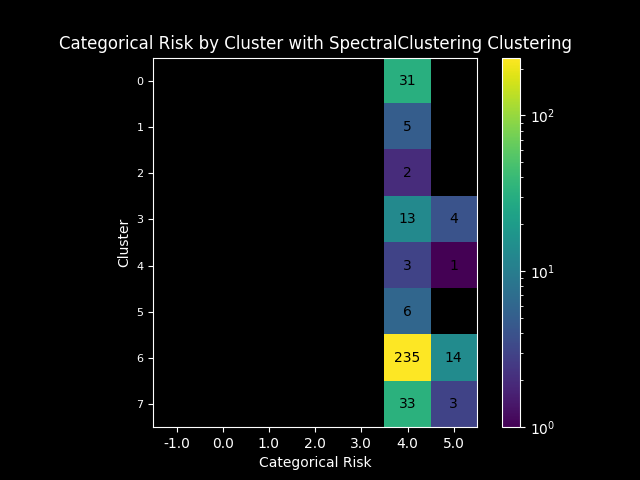 Categorical Risk by Cluster with SpectralClustering Clustering
0 31
1 5
2 2
3 13 4
4 3 1
5 6
6 235 14
7 33 3
Cluster
-1.0 0.0 1.0 2.0 3.0 4.0 5.0
Categorical Risk
10²
10¹
10⁰